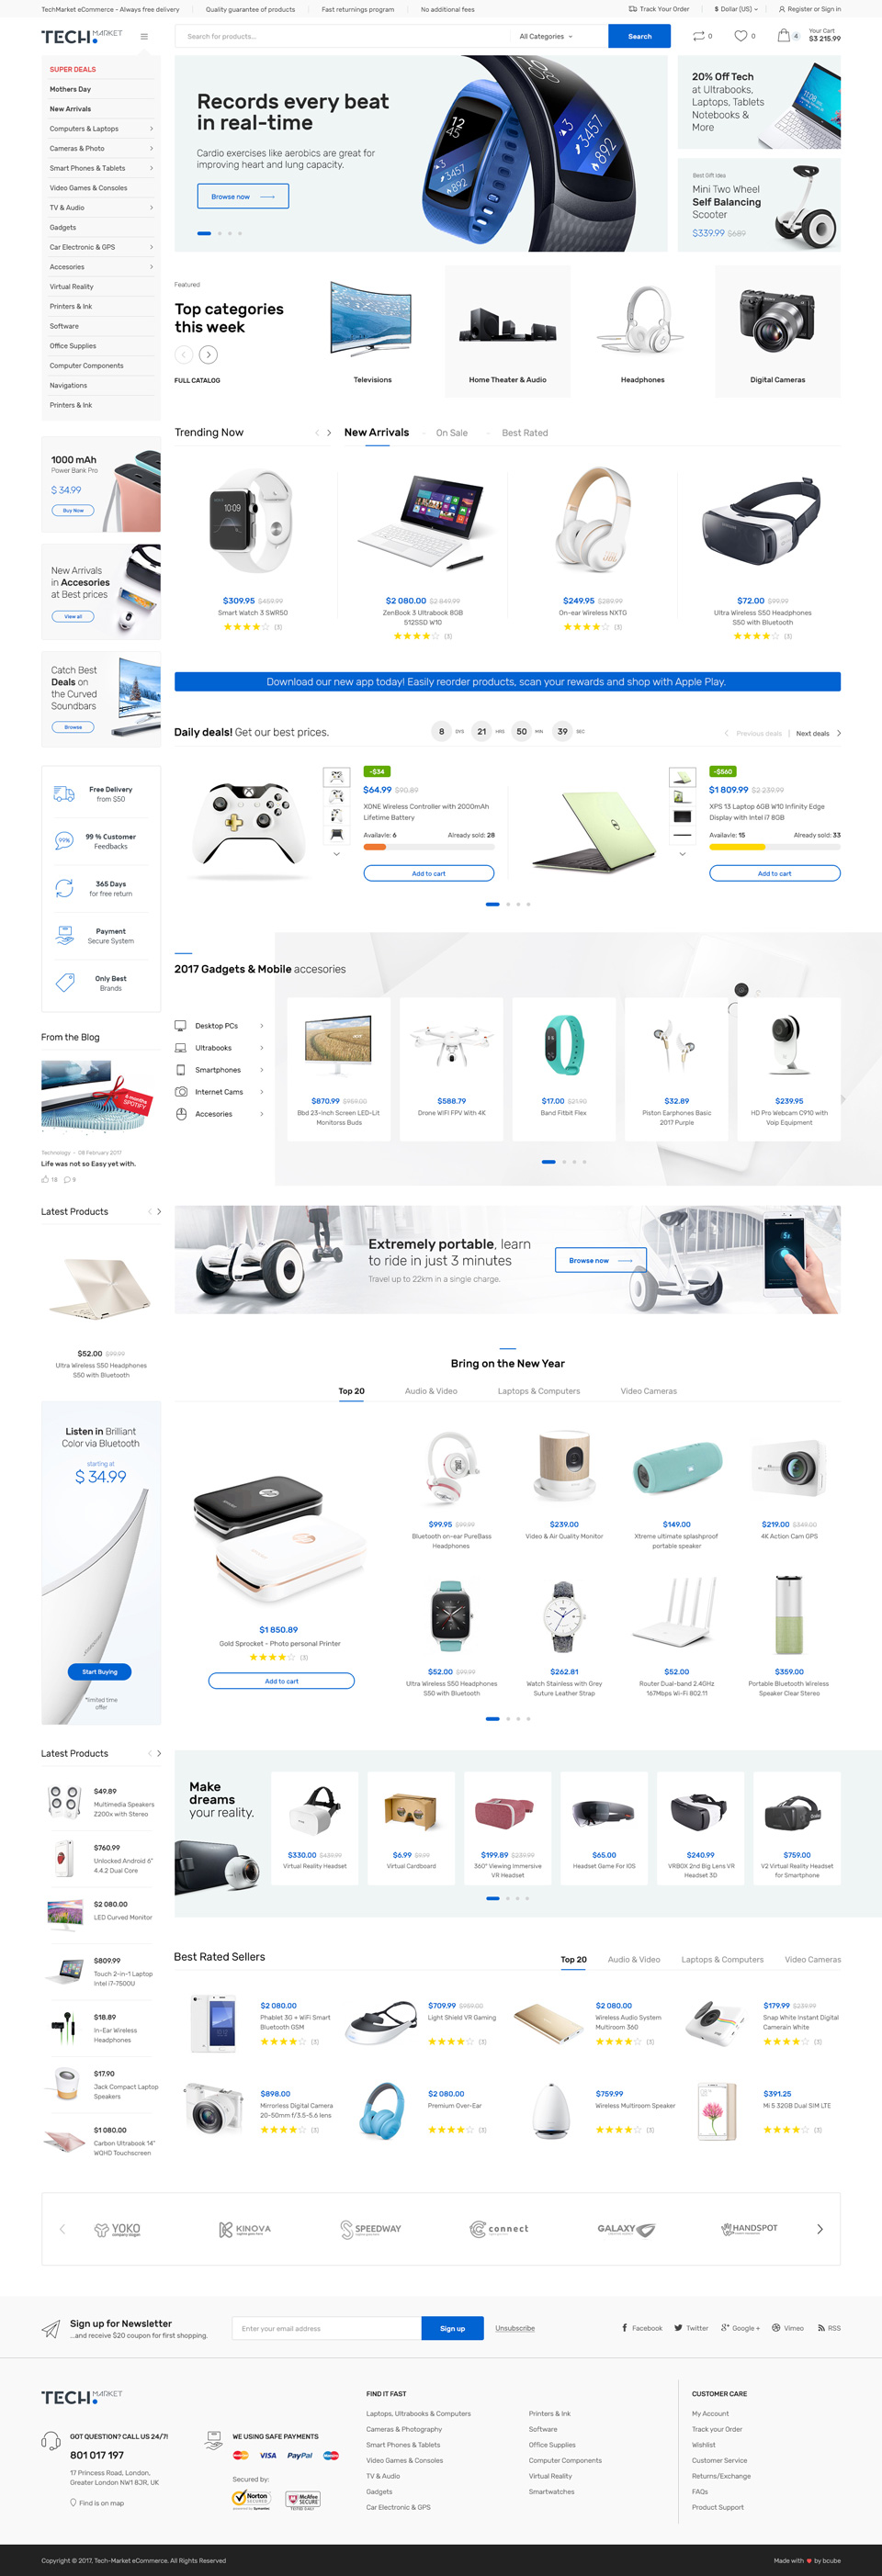 TechMarket eCommerce - Always free delivery
Quality guarantee of products
Fast returnings program
No additional fees
Track Your Order
$ Dollar (US)
Register or Sign in
TECH. MARKET
Search for products...
All Categories
Search
0
0
4
Your Cart
$3 215.99
SUPER DEALS
Mothers Day
New Arrivals
Computers & Laptops
Cameras & Photo
Smart Phones & Tablets
Video Games & Consoles
TV & Audio
Gadgets
Car Electronic & GPS
Accesories
Virtual Reality
Printers & Ink
Software
Office Supplies
Computer Components
Navigations
Printers & Ink
Records every beat
in real-time
Cardio exercises like aerobics are great for
improving heart and lung capacity.
Browse now
12
45
3457
892
3457
892
20% Off Tech
at Ultrabooks,
Laptops, Tablets
Notebooks &
More
Best Gift Idea
Mini Two Wheel
Self Balancing
Scooter
$339.99 $689
Featured
Top categories
this week
FULL CATALOG
Televisions
Home Theater & Audio
Headphones
Digital Cameras
1000 mAh
Power Bank Pro
$ 34.99
Buy Now
New Arrivals
in Accesories
at Best prices
View all
Catch Best
Deals on
the Curved
Soundbars
Browse
Trending Now
New Arrivals
On Sale
Best Rated
10:09
$309.95 $459.99
Smart Watch 3 SWR50
(3)
$2 080.00 $2 849.99
ZenBook 3 Ultrabook 8GB
512SSD W10
(3)
JBL
$249.95 $289.99
On-ear Wireless NXTG
(3)
$72.00 $99.99
Ultra Wireless S50 Headphones
S50 with Bluetooth
(3)
Download our new app today! Easily reorder products, scan your rewards and shop with Apple Play.
Daily deals! Get our best prices.
8 DYS 21 HRS 50 MIN 39 SEC
Previous deals
Next deals
-$34
$64.99 $90.89
XONE Wireless Controller with 2000mAh
Lifetime Battery
Availavie: 6
Already sold: 28
Add to cart
-$560
$1 809.99 $2 239.99
XPS 13 Laptop 6GB W10 Infinity Edge
Display with Intel i7 8GB
Availavie: 15
Already sold: 33
Add to cart
Free Delivery
from $50
99%
99 % Customer
Feedbacks
365 Days
for free return
Payment
Secure System
Only Best
Brands
2017 Gadgets & Mobile accesories
Desktop PCs
Ultrabooks
Smartphones
Internet Cams
Accesories
$870.99 $959.00
Bbd 23-Inch Screen LED-Lit
Monitorss Buds
$588.79
Drone WIFI FPV With 4K
$17.00 $21.90
Band Fitbit Flex
$32.89
Piston Earphones Basic
2017 Purple
$239.95
HD Pro Webcam C910 with
Voip Equipment
From the Blog
6 months
SPOTIFY
Technology - 08 February 2017
Life was not so Easy yet with.
18
9
Latest Products
$52.00 $99.99
Ultra Wireless S50 Headphones
S50 with Bluetooth
Extremely portable, learn
to ride in just 3 minutes
Travel up to 22km in a single charge.
Browse now
Bring on the New Year
Top 20
Audio & Video
Laptops & Computers
Video Cameras
Listen in Brilliant
Color via Bluetooth
starting at
$ 34.99
Start Buying
*limited time
offer
$1 850.89
Gold Sprocket - Photo personal Printer
(3)
Add to cart
$99.95 $99.99
Bluetooth on-ear PureBass
Headphones
$239.00
Video & Air Quality Monitor
$149.00
Xtreme ultimate splashproof
portable speaker
$219.00 $349.00
4K Action Cam GPS
$52.00 $99.99
Ultra Wireless S50 Headphones
S50 with Bluetooth
$262.81
Watch Stainless with Grey
Suture Leather Strap
$52.00
Router Dual-band 2.4GHz
167Mbps Wi-Fi 802.11
$359.00
Portable Bluetooth Wireless
Speaker Clear Stereo
Latest Products
$49.89
Multimedia Speakers
Z200x with Stereo
$760.99
Unlocked Android 6"
4.4.2 Dual Core
$2 080.00
LED Curved Monitor
$809.99
Touch 2-in-1 Laptop
Intel i7-7500U
$18.89
In-Ear Wireless
Headphones
$17.90
Jack Compact Laptop
Speakers
$1 080.00
Carbon Ultrabook 14"
WQHD Touchscreen
Make
dreams
your reality.
$330.00 $439.99
Virtual Reality Headset
$6.99 $9.99
Virtual Cardboard
$199.89 $239.99
360° Viewing Immersive
VR Headset
$65.00
Headset Game For IOS
$240.99
VRBOX 2nd Big Lens VR
Headset 3D
$759.00
V2 Virtual Reality Headset
for Smartphone
Best Rated Sellers
Top 20
Audio & Video
Laptops & Computers
Video Cameras
$2 080.00
Phablet 3G + WiFi Smart
Bluetooth GSM
(3)
$709.99 $959.00
Light Shield VR Gaming
(3)
$2 080.00
Wireless Audio System
Multiroom 360
(3)
$179.99 $239.99
Snap White Instant Digital
Camerain White
(3)
$898.00
Mirrorless Digital Camera
20-50mm f/3.5-5.6 lens
(3)
$2 080.00
Premium Over-Ear
(3)
$759.99
Wireless Multiroom Speaker
(3)
$391.25
Mi 5 32GB Dual SIM LTE
(3)
YOKO
KINOVA
SPEEDWAY
connect
GALAXY
HANDSPOT
Sign up for Newsletter
...and receive $20 coupon for first shopping.
Enter your email address
Sign up
Unsubscribe
Facebook
Twitter
Google +
Vimeo
RSS
TECH. MARKET
GOT QUESTION? CALL US 24/7!
801 017 197
17 Princess Road, London,
Greater London NW1 8JR, UK
Find is on map
WE USING SAFE PAYMENTS
VISA
PayPal
Secured by:
Norton
McAfee
SECURE
FIND IT FAST
Laptops, Ultrabooks & Computers
Cameras & Photography
Smart Phones & Tablets
Video Games & Consoles
TV & Audio
Gadgets
Car Electronic & GPS
Printers & Ink
Software
Office Supplies
Computer Components
Virtual Reality
Smartwatches
CUSTOMER CARE
My Account
Track your Order
Wishlist
Customer Service
Returns/Exchange
FAQs
Product Support
Copyright © 2017, Tech-Market eCommerce. All Rights Reserved
Made with ♥ by bcube